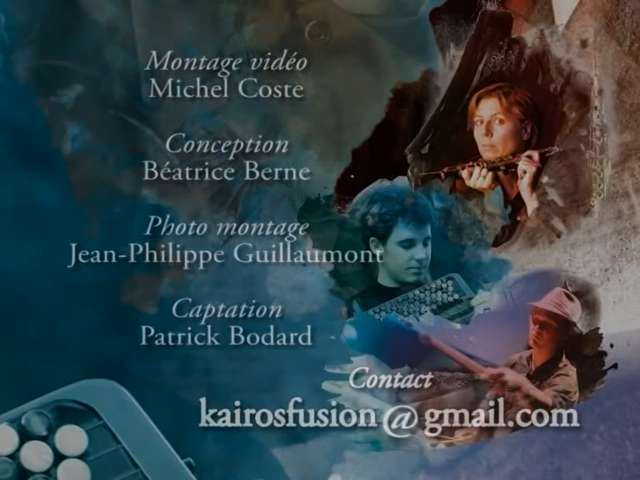 Montage vidéo
Michel Coste
Conception
Béatrice Berne
Photo montage
Jean-Philippe Guillaumont
Captation
Patrick Bodard
Contact
kairosfusion@gmail.com